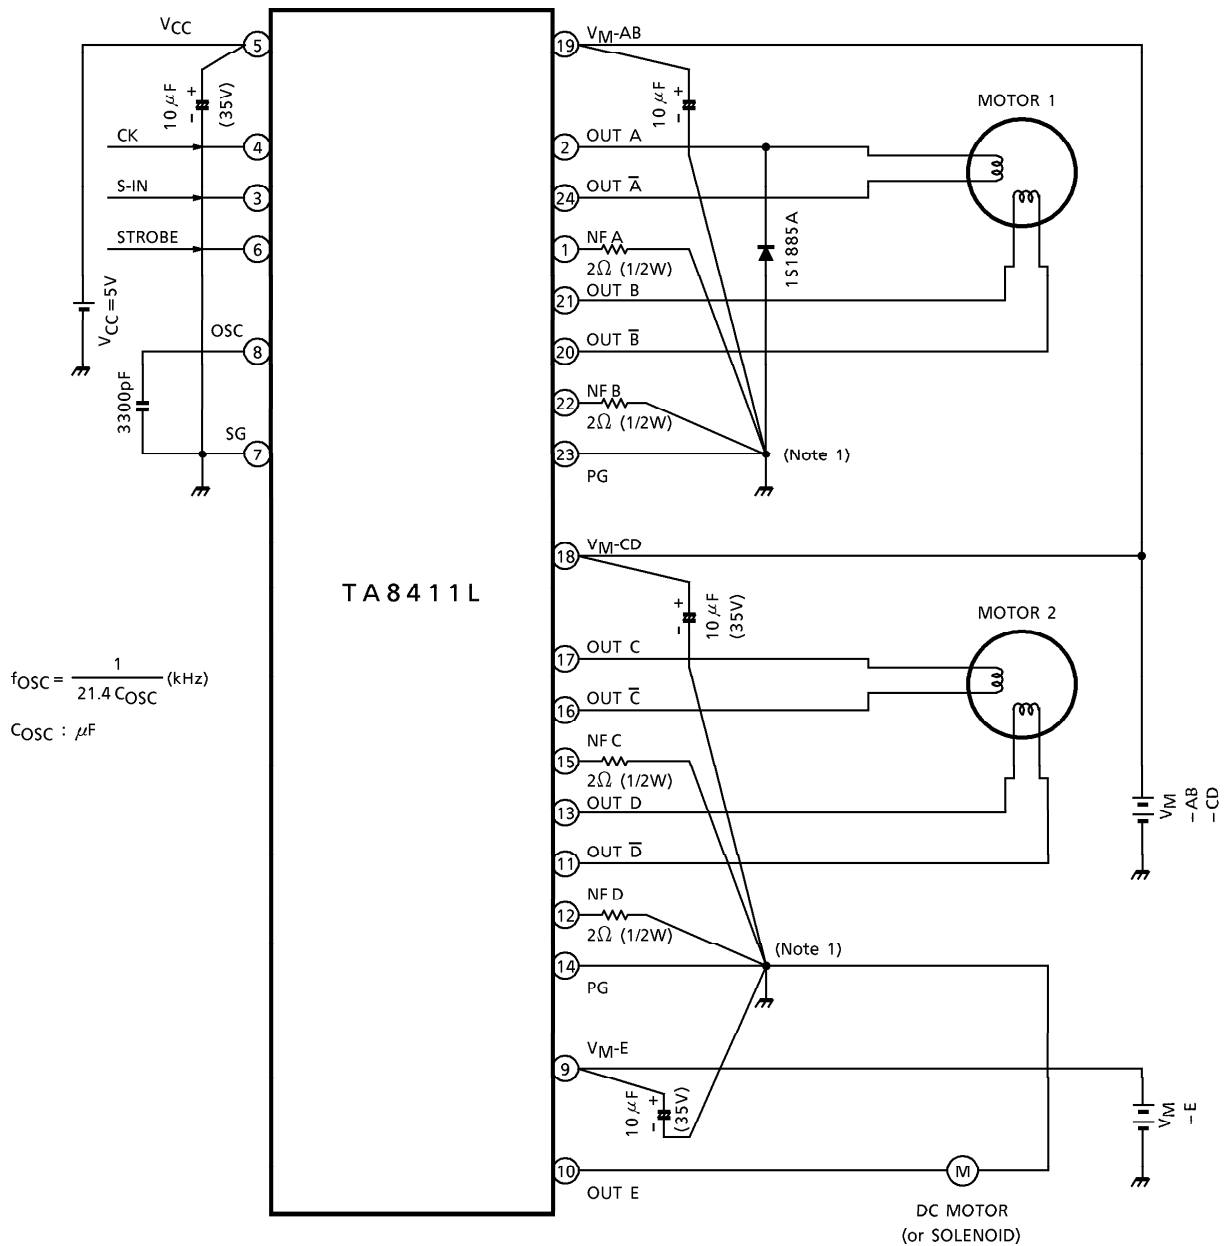 VCC
5
10 μF
+
-
(35V)
CK
4
S-IN
3
STROBE
6
VCC=5V
OSC
8
3300pF
SG
7
TA8411L
fOSC = 1 / 21.4 COSC (kHz)
COSC : μF
19
VM-AB
10 μF
+
-
2
OUT A
24
OUT A̅
1
NF A
2Ω (1/2W)
1S1885A
21
OUT B
20
OUT B̅
22
NF B
2Ω (1/2W)
23
PG
(Note 1)
MOTOR 1
18
VM-CD
10 μF
(35V)
+
-
17
OUT C
16
OUT C̅
15
NF C
2Ω (1/2W)
13
OUT D
11
OUT D̅
12
NF D
2Ω (1/2W)
14
PG
(Note 1)
MOTOR 2
VM
-AB
-CD
9
VM-E
10 μF
(35V)
+
-
VM
-E
10
OUT E
M
DC MOTOR
(or SOLENOID)